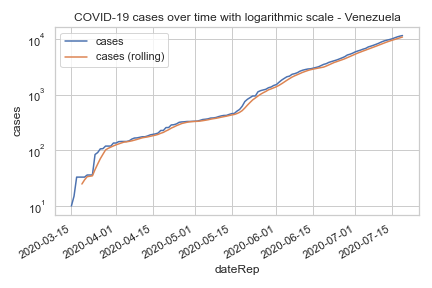 COVID-19 cases over time with logarithmic scale - Venezuela
cases
cases (rolling)
10⁴
10³
10²
10¹
cases
2020-03-15
2020-04-01
2020-04-15
2020-05-01
2020-05-15
2020-06-01
2020-06-15
2020-07-01
2020-07-15
dateRep